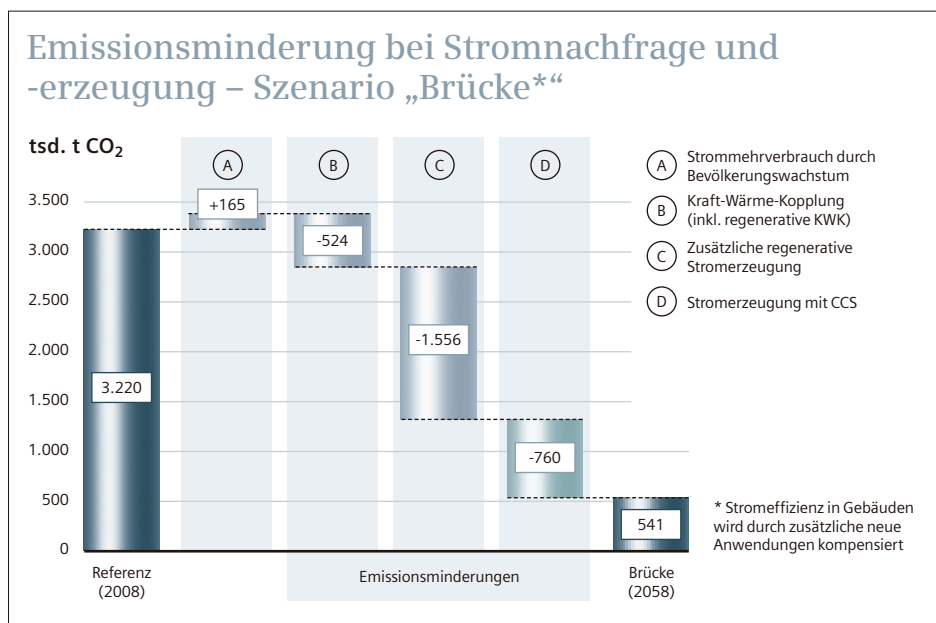 Emissionsminderung bei Stromnachfrage und
-erzeugung – Szenario „Brücke*“
tsd. t CO₂
A
B
C
D
A Strommehrverbrauch durch
Bevölkerungswachstum
B Kraft-Wärme-Kopplung
(inkl. regenerative KWK)
C Zusätzliche regenerative
Stromerzeugung
D Stromerzeugung mit CCS
3.500
3.000
2.500
2.000
1.500
1.000
500
0
3.220
+165
-524
-1.556
-760
541
* Stromeffizienz in Gebäuden
wird durch zusätzliche neue
Anwendungen kompensiert
Referenz
(2008)
Emissionsminderungen
Brücke
(2058)